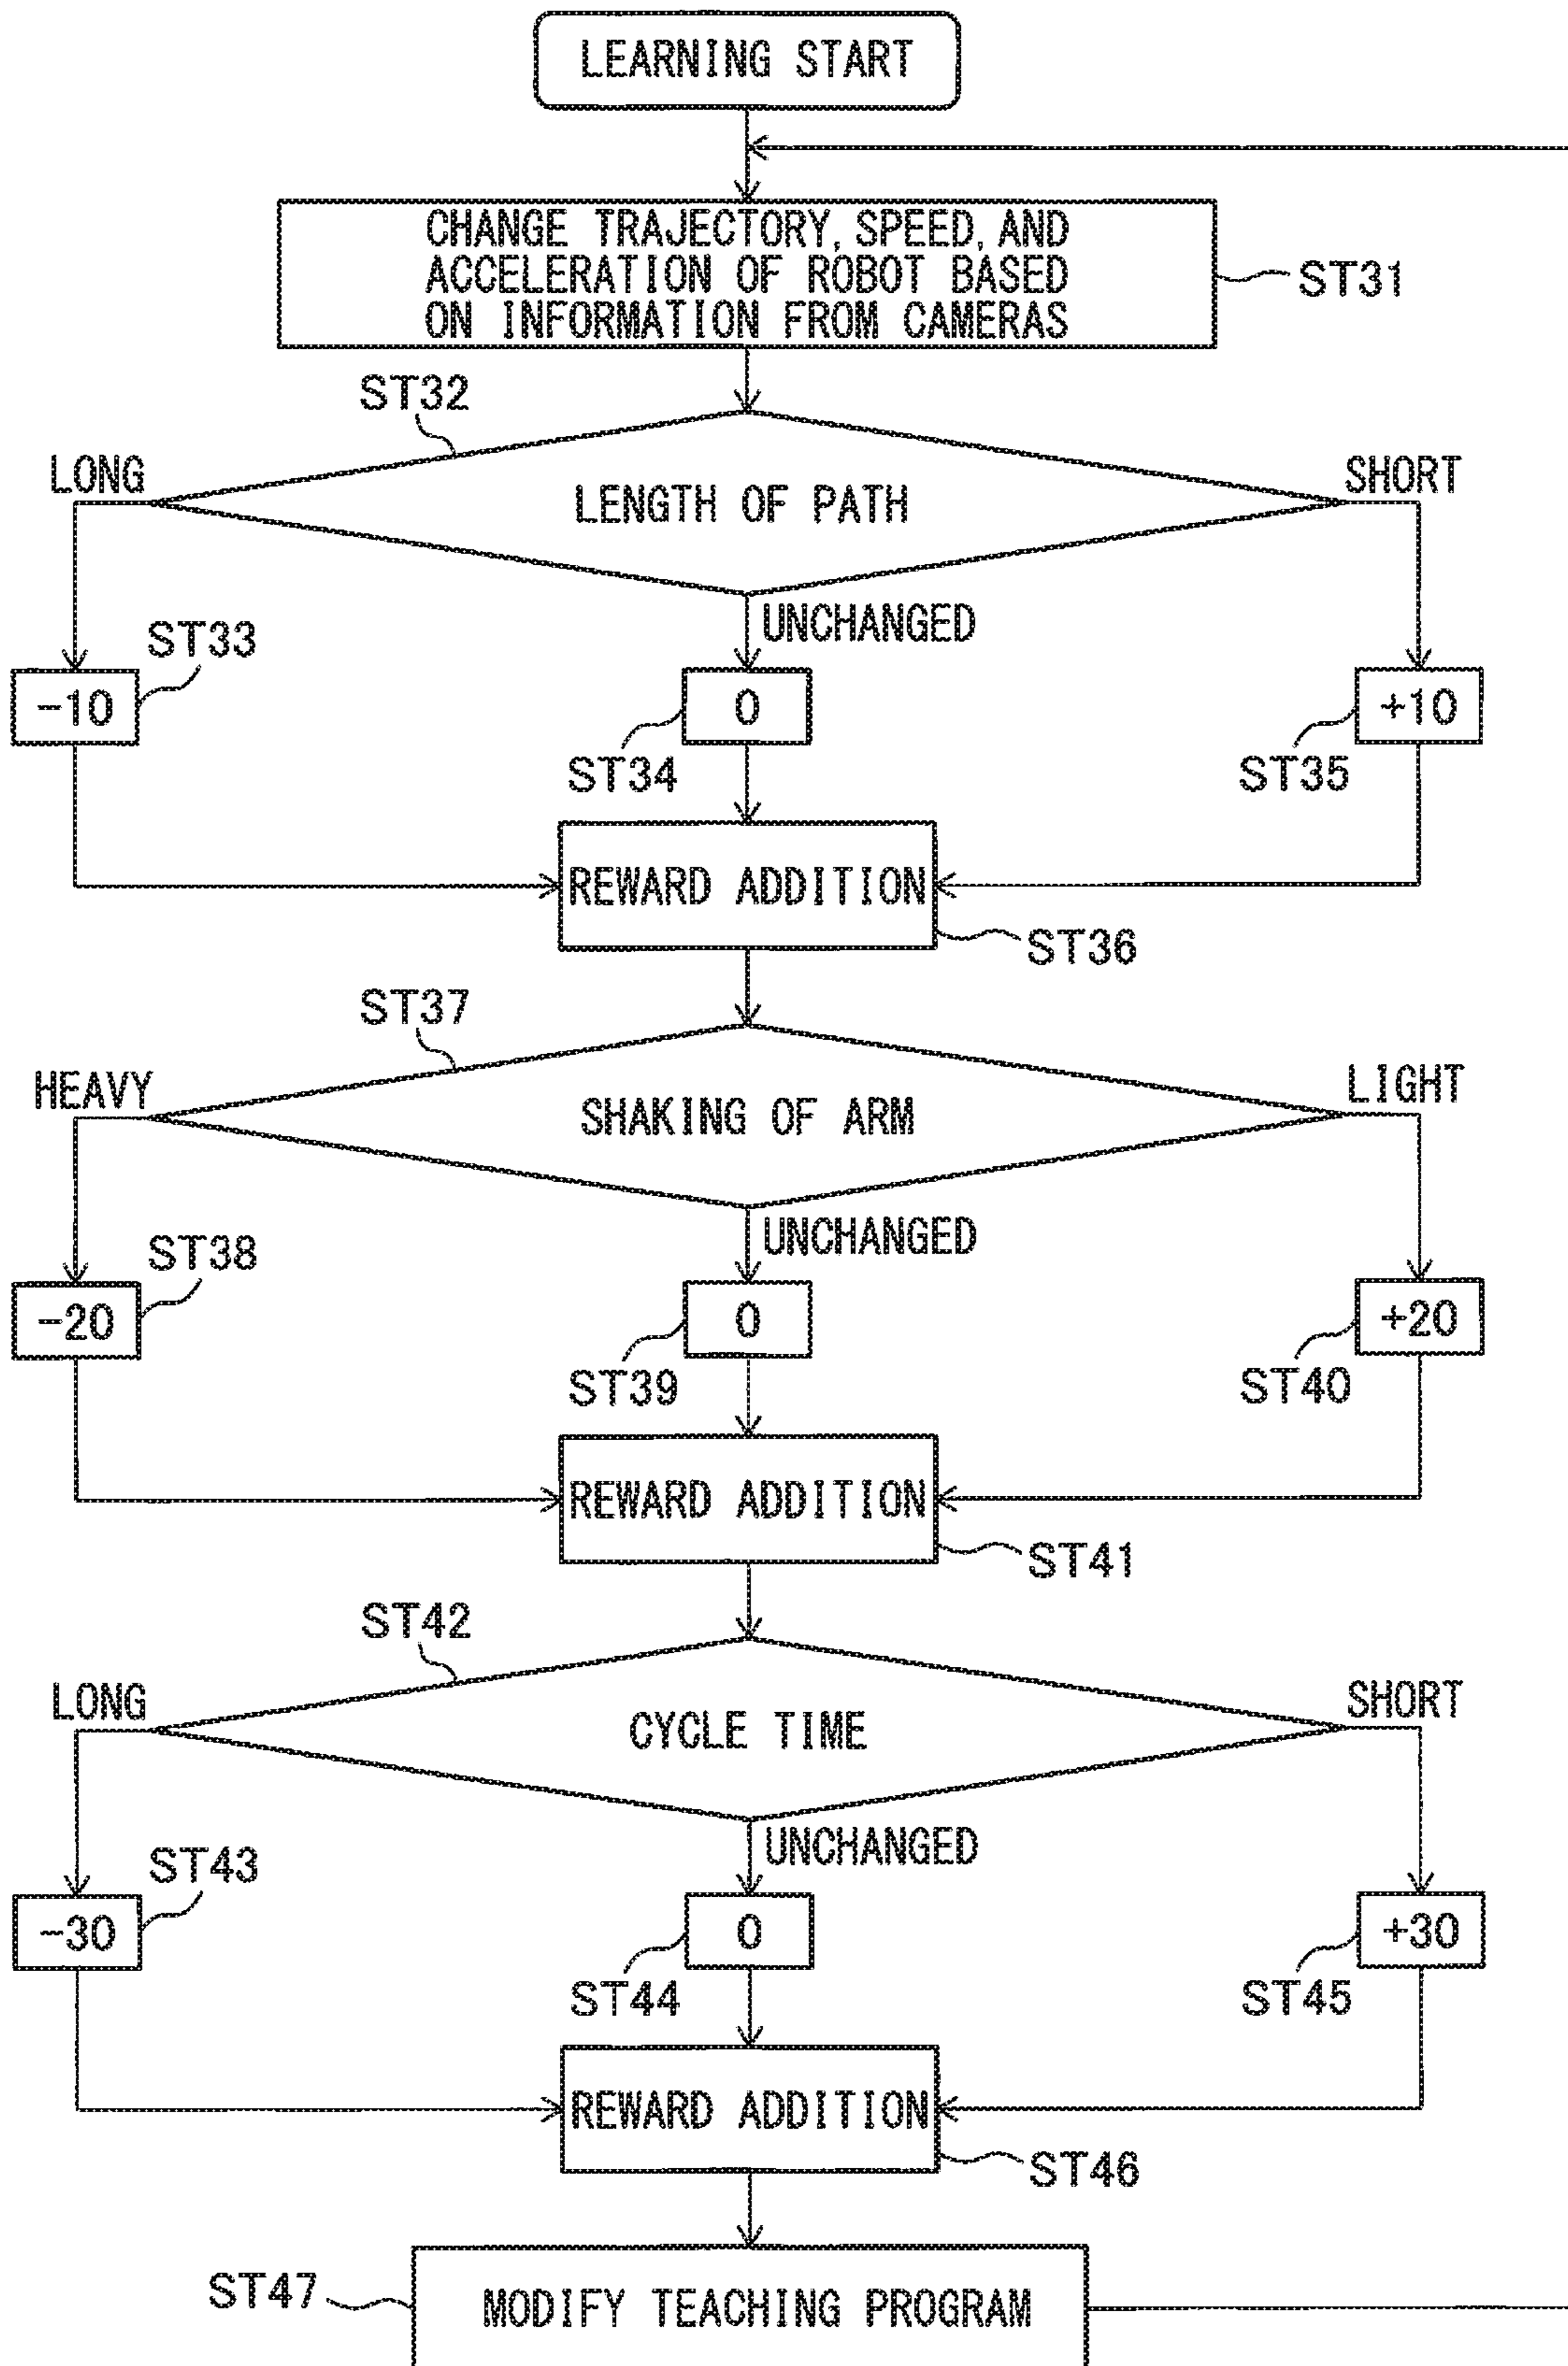 LEARNING START
CHANGE TRAJECTORY, SPEED, AND
ACCELERATION OF ROBOT BASED
ON INFORMATION FROM CAMERAS
ST31
ST32
LONG
LENGTH OF PATH
SHORT
UNCHANGED
ST33
-10
0
+10
ST34
ST35
REWARD ADDITION
ST36
ST37
HEAVY
SHAKING OF ARM
LIGHT
UNCHANGED
ST38
-20
0
+20
ST39
ST40
REWARD ADDITION
ST41
ST42
LONG
CYCLE TIME
SHORT
UNCHANGED
ST43
-30
0
+30
ST44
ST45
REWARD ADDITION
ST46
ST47
MODIFY TEACHING PROGRAM